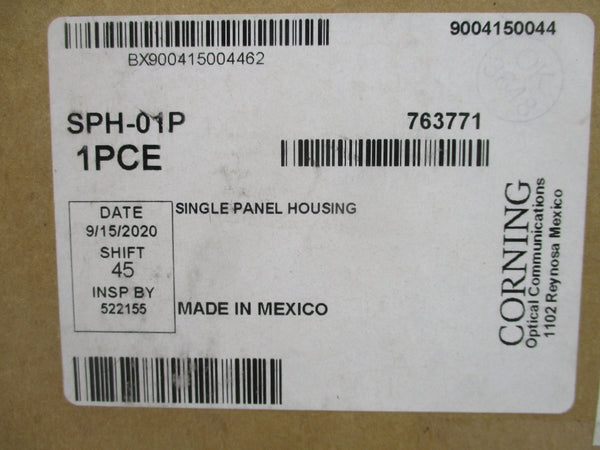 9004150044
BX900415004462
SPH-01P
763771
1PCE
DATE
9/15/2020
SHIFT
45
INSP BY
522155
SINGLE PANEL HOUSING
MADE IN MEXICO
CORNING
Optical Communications
1102 Reynosa Mexico